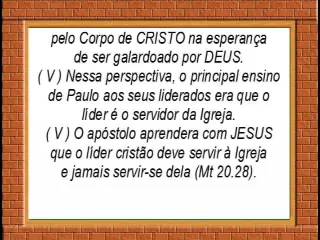 pelo Corpo de CRISTO na esperança
de ser galardoado por DEUS.
( V ) Nessa perspectiva, o principal ensino
de Paulo aos seus liderados era que o
líder é o servidor da Igreja.
( V ) O apóstolo aprendera com JESUS
que o líder cristão deve servir à Igreja
e jamais servir-se dela (Mt 20.28).